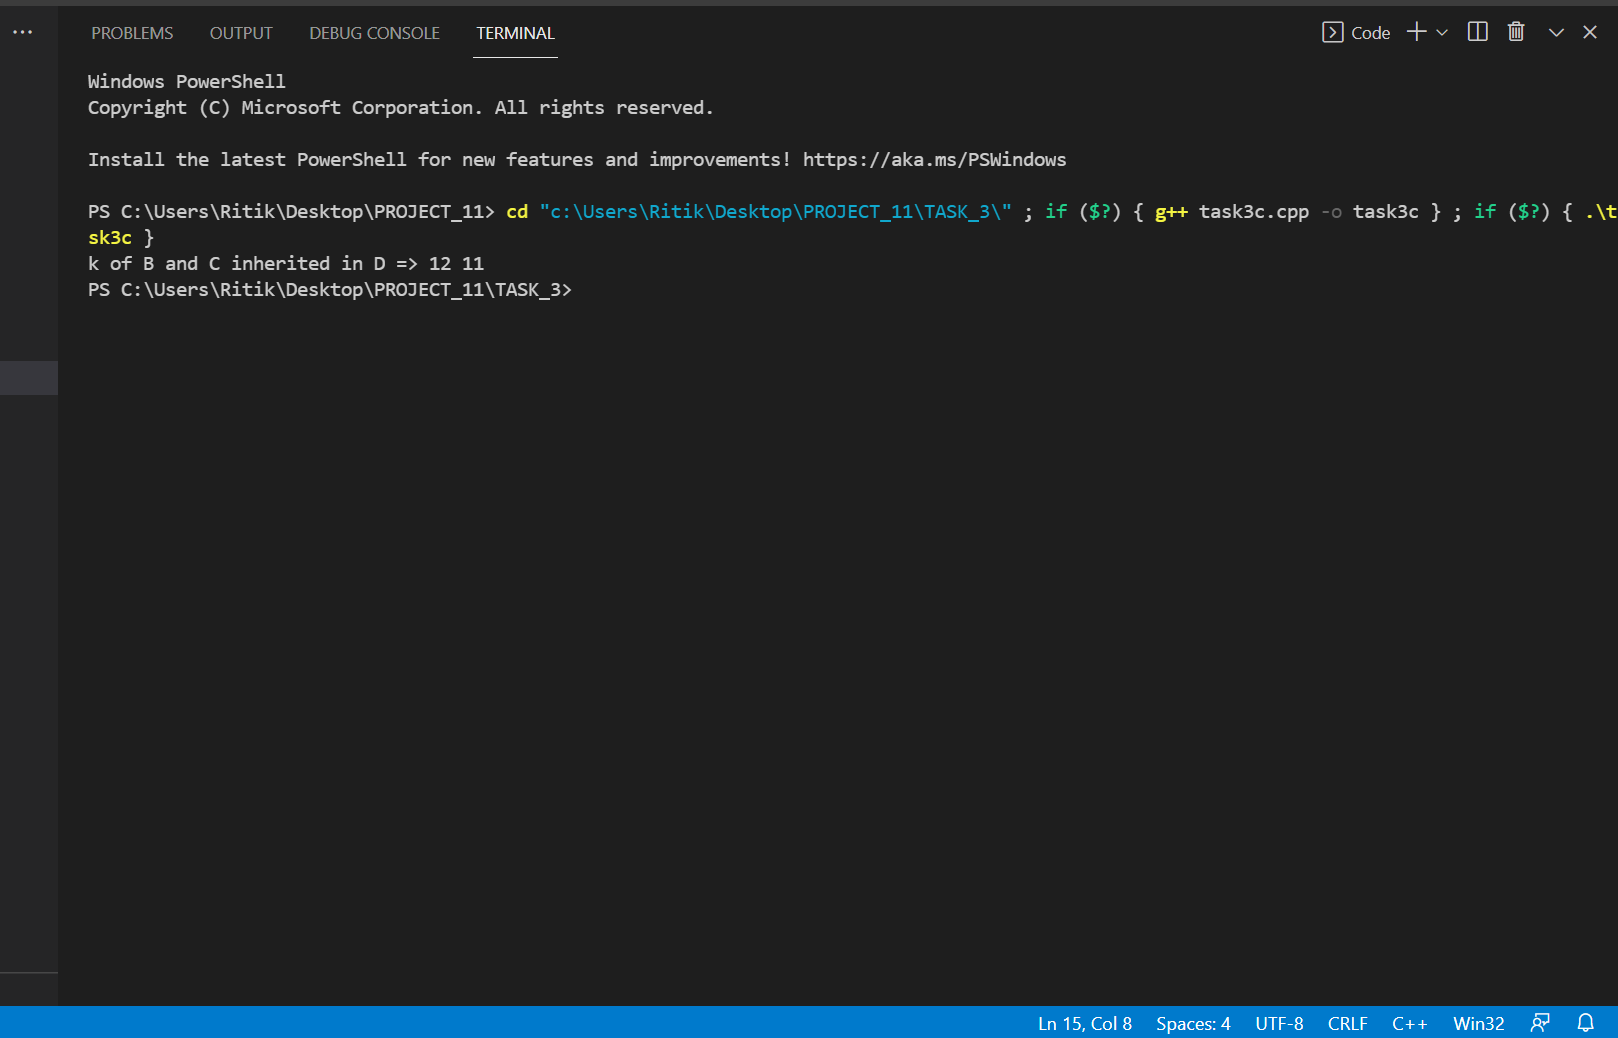 PROBLEMS OUTPUT DEBUG CONSOLE TERMINAL Code
Windows PowerShell
Copyright (C) Microsoft Corporation. All rights reserved.
Install the latest PowerShell for new features and improvements! https://aka.ms/PSWindows
PS C:\Users\Ritik\Desktop\PROJECT_11> cd "c:\Users\Ritik\Desktop\PROJECT_11\TASK_3\" ; if ($?) { g++ task3c.cpp -o task3c } ; if ($?) { .\t
sk3c }
k of B and C inherited in D => 12 11
PS C:\Users\Ritik\Desktop\PROJECT_11\TASK_3>
Ln 15, Col 8 Spaces: 4 UTF-8 CRLF C++ Win32